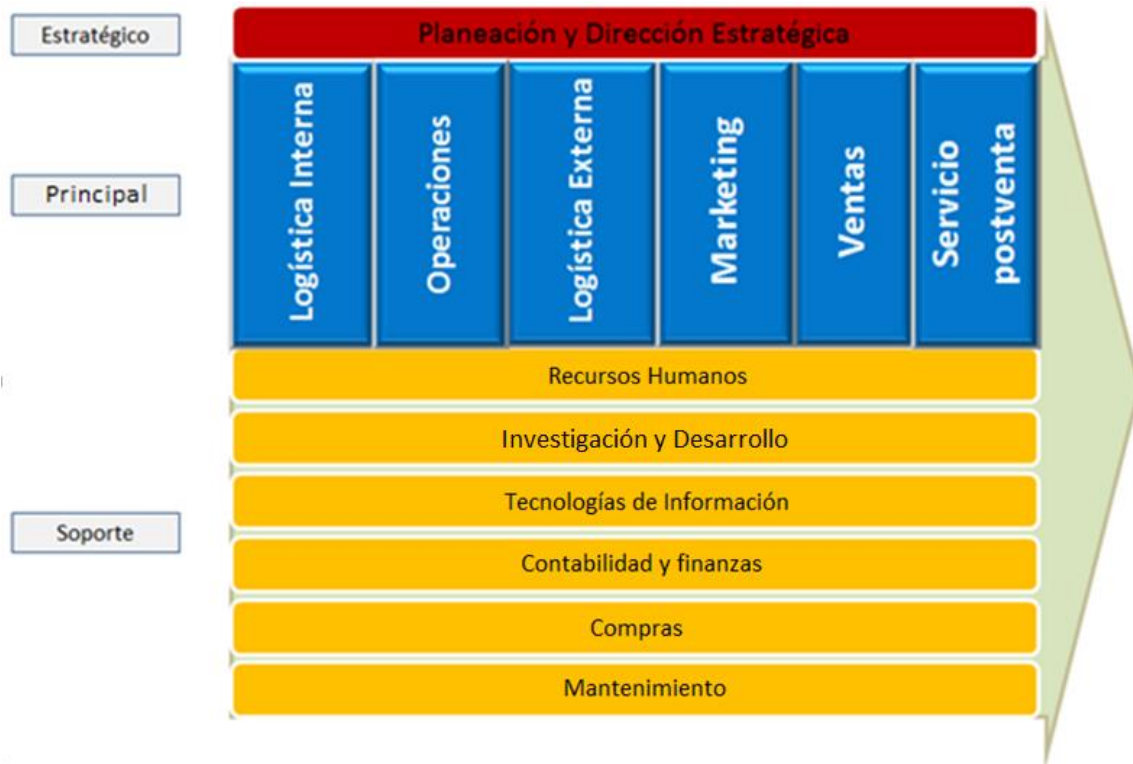 Estratégico
Planeación y Dirección Estratégica
Principal
Logística Interna
Operaciones
Logística Externa
Marketing
Ventas
Servicio
postventa
Soporte
Recursos Humanos
Investigación y Desarrollo
Tecnologías de Información
Contabilidad y finanzas
Compras
Mantenimiento